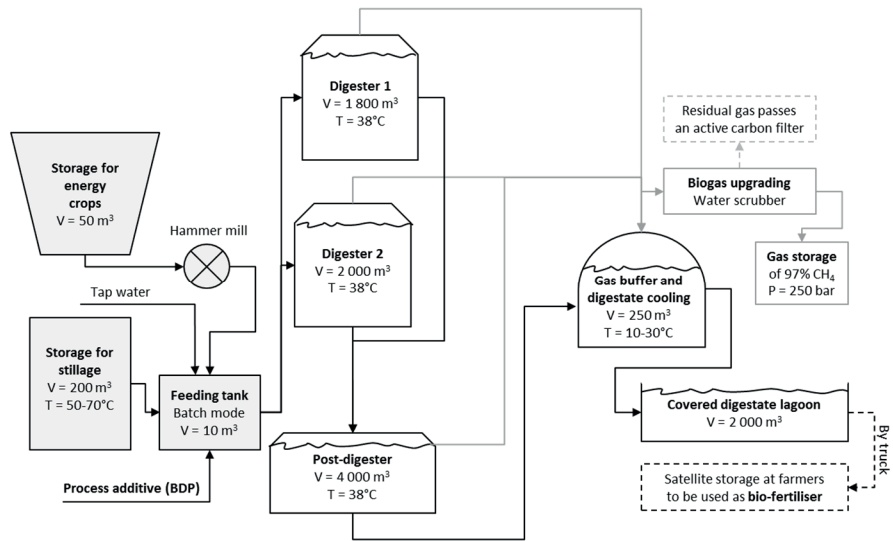 Digester 1
V = 1 800 m³
T = 38°C
Residual gas passes
an active carbon filter
Storage for
energy
crops
V = 50 m³
Biogas upgrading
Water scrubber
Hammer mill
Digester 2
V = 2 000 m³
T = 38°C
Gas storage
of 97% CH₄
P = 250 bar
Gas buffer and
digestate cooling
V = 250 m³
T = 10-30°C
Tap water
Storage for
stillage
V = 200 m³
T = 50-70°C
Feeding tank
Batch mode
V = 10 m³
Covered digestate lagoon
V = 2 000 m³
By truck
Post-digester
V = 4 000 m³
T = 38°C
Satellite storage at farmers
to be used as bio-fertiliser
Process additive (BDP)